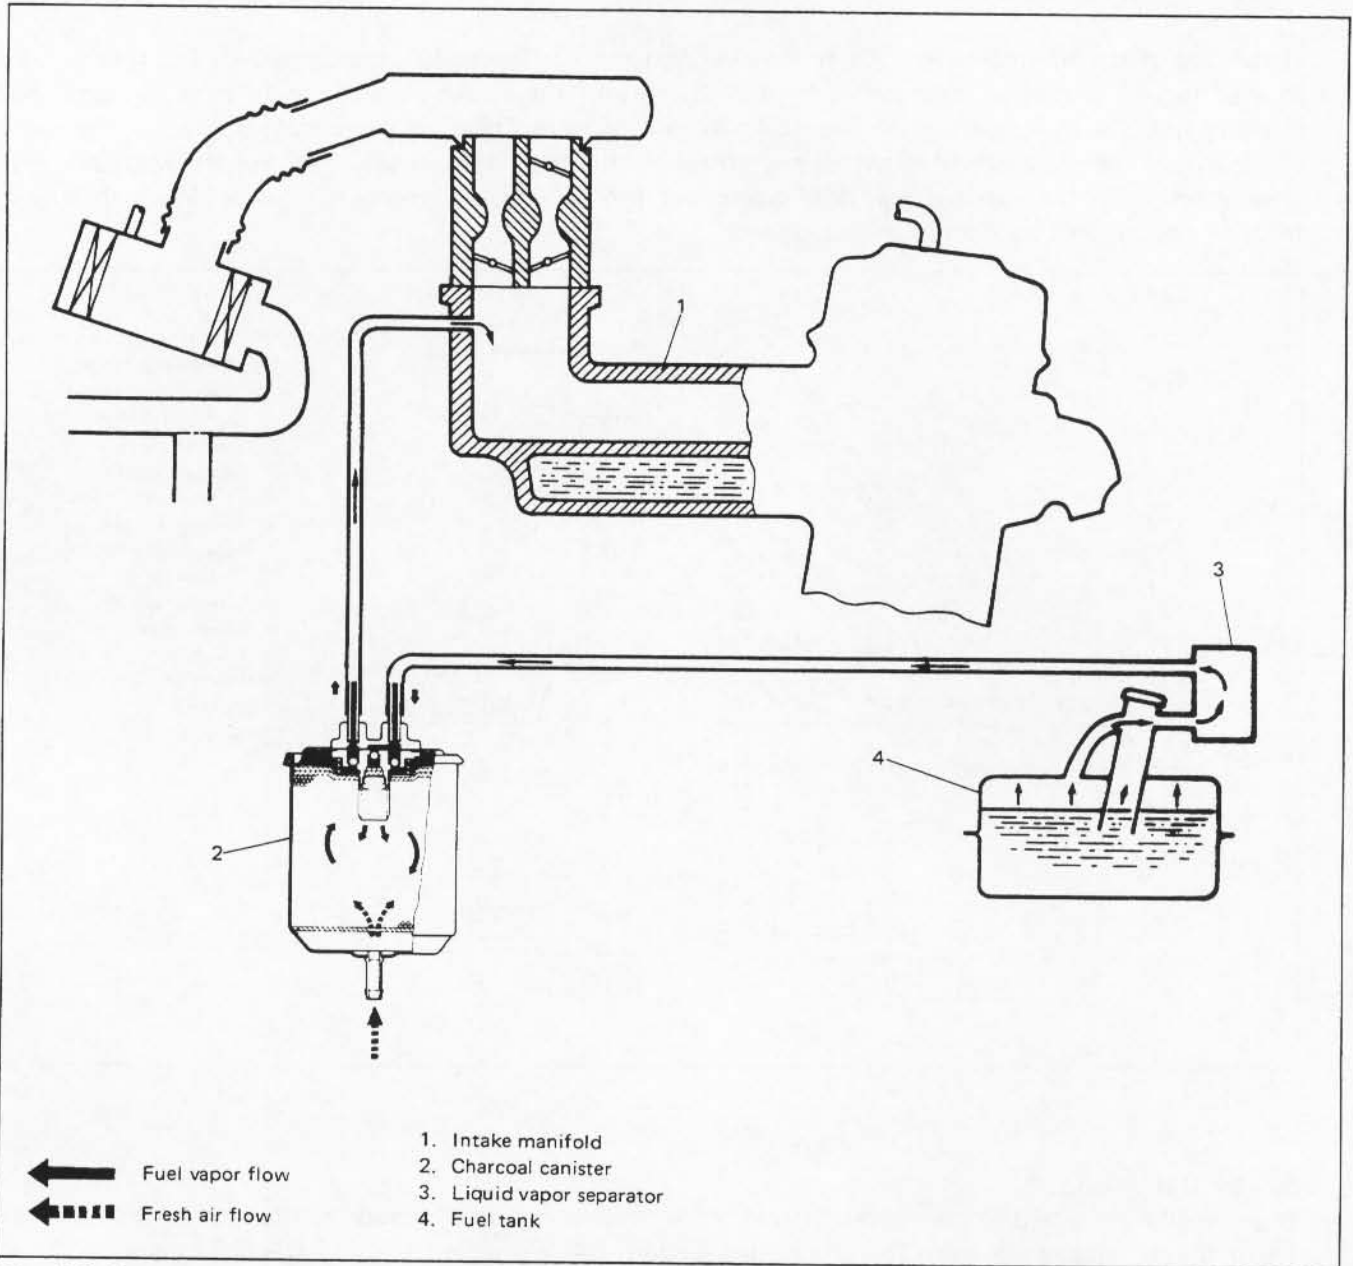 1
3
4
2
Fuel vapor flow
Fresh air flow
1. Intake manifold
2. Charcoal canister
3. Liquid vapor separator
4. Fuel tank